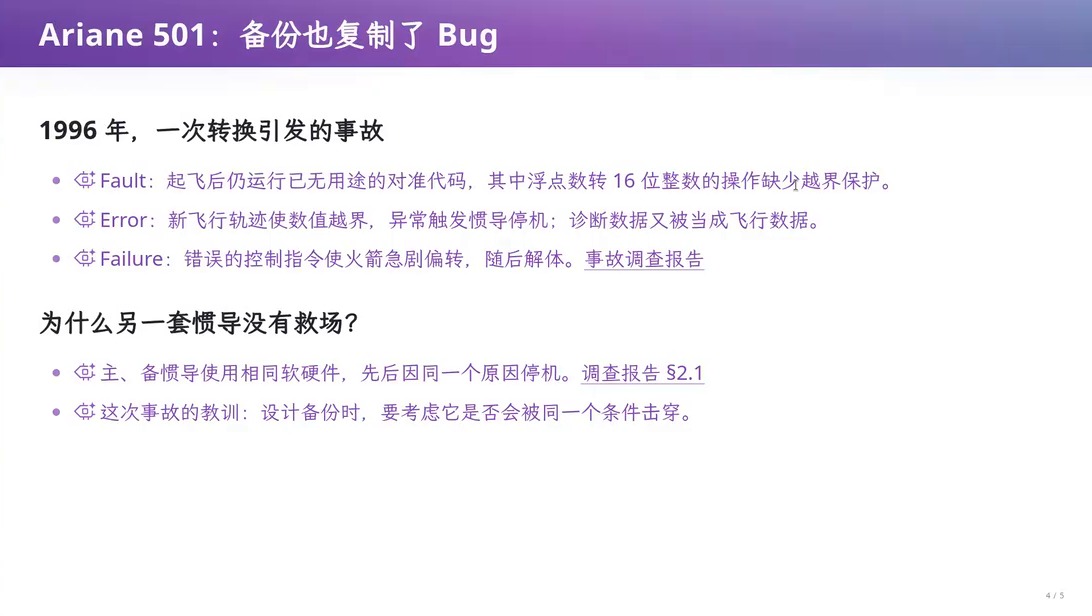 Ariane 501：备份也复制了 Bug
1996 年，一次转换引发的事故
Fault：起飞后仍运行已无用途的对准代码，其中浮点数转 16 位整数的操作缺少越界保护。
Error：新飞行轨迹使数值越界，异常触发惯导停机；诊断数据又被当成飞行数据。
Failure：错误的控制指令使火箭急剧偏转，随后解体。事故调查报告
为什么另一套惯导没有救场？
主、备惯导使用相同软硬件，先后因同一个原因停机。调查报告 §2.1
这次事故的教训：设计备份时，要考虑它是否会被同一个条件击穿。
4 / 5